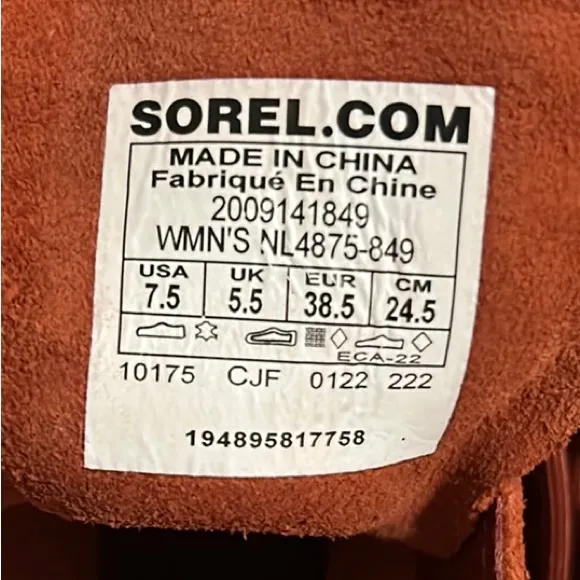 SOREL.COM
MADE IN CHINA
Fabriqué En Chine
2009141849
WMN'S NL4875-849
USA UK EUR CM
7.5 5.5 38.5 24.5
ECA-22
10175 CJF 0122 222
194895817758